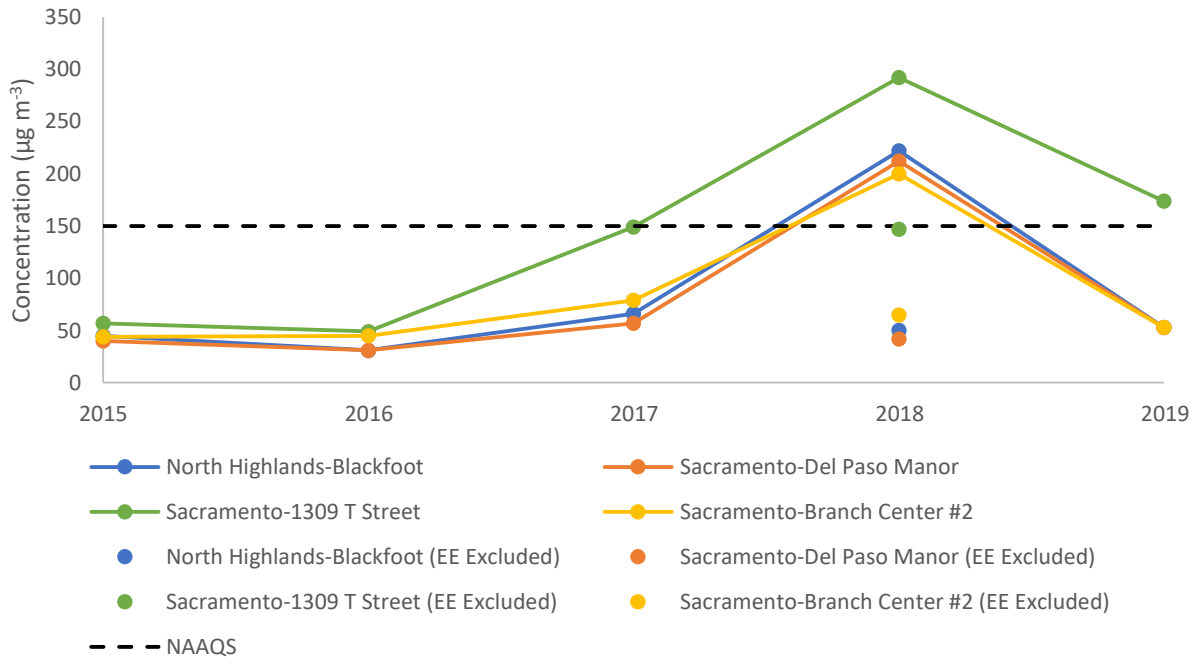 350
300
250
200
150
100
50
0
Concentration (µg m-3)
2015 2016 2017 2018 2019
North Highlands-Blackfoot Sacramento-Del Paso Manor
Sacramento-1309 T Street Sacramento-Branch Center #2
North Highlands-Blackfoot (EE Excluded) Sacramento-Del Paso Manor (EE Excluded)
Sacramento-1309 T Street (EE Excluded) Sacramento-Branch Center #2 (EE Excluded)
NAAQS